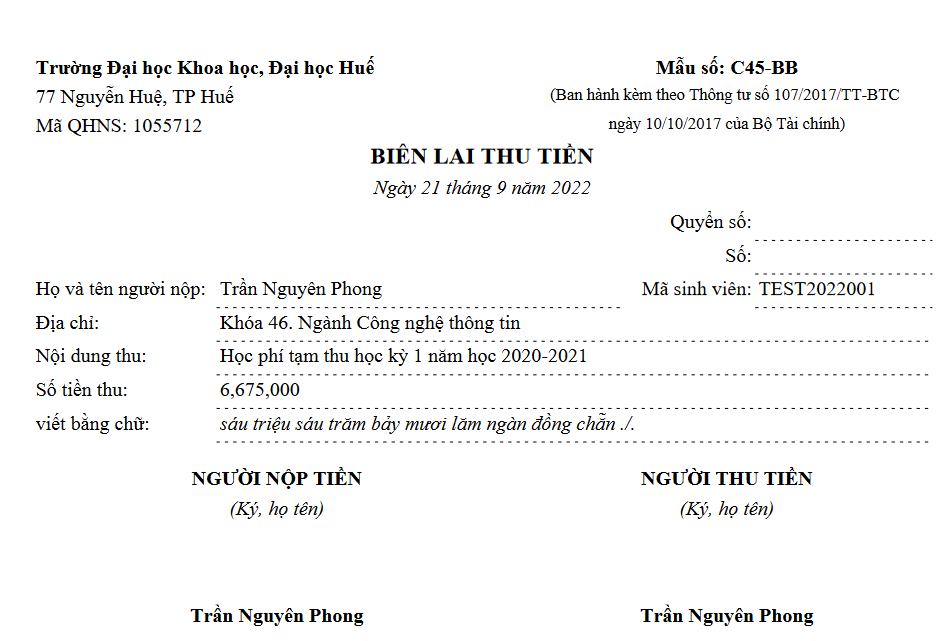 Trường Đại học Khoa học, Đại học Huế
Mẫu số: C45-BB
77 Nguyễn Huệ, TP Huế
(Ban hành kèm theo Thông tư số 107/2017/TT-BTC
Mã QHNS: 1055712
ngày 10/10/2017 của Bộ Tài chính)
BIÊN LAI THU TIỀN
Ngày 21 tháng 9 năm 2022
Quyển số:
Số:
Họ và tên người nộp: Trần Nguyên Phong Mã sinh viên: TEST2022001
Địa chỉ: Khóa 46. Ngành Công nghệ thông tin
Nội dung thu: Học phí tạm thu học kỳ 1 năm học 2020-2021
Số tiền thu: 6,675,000
viết bằng chữ: sáu triệu sáu trăm bảy mươi lăm ngàn đồng chẵn ./.
NGƯỜI NỘP TIỀN NGƯỜI THU TIỀN
(Ký, họ tên) (Ký, họ tên)
Trần Nguyên Phong Trần Nguyên Phong